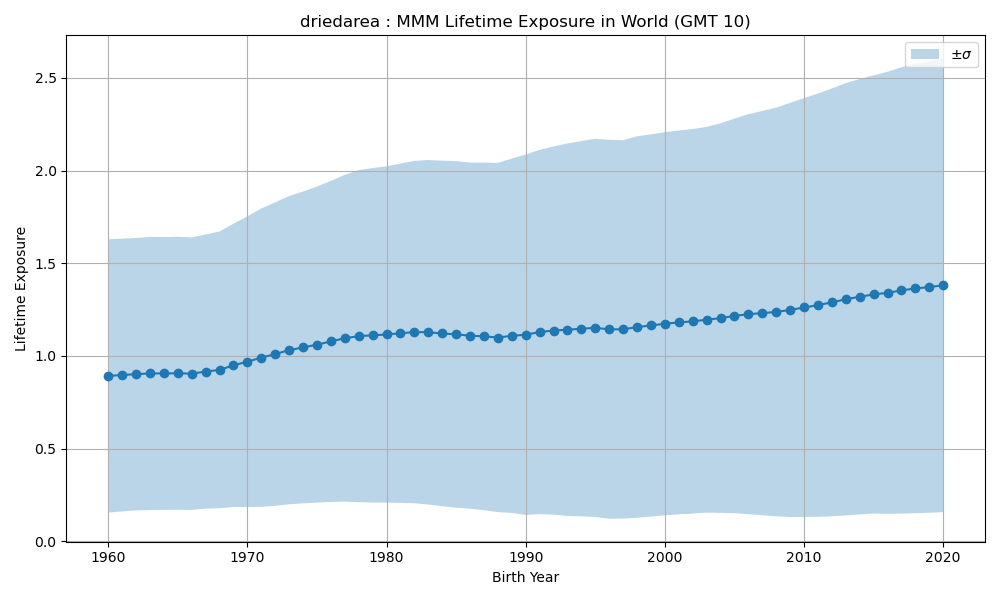 driedarea : MMM Lifetime Exposure in World (GMT 10)
±σ
2.5
2.0
1.5
1.0
0.5
0.0
Lifetime Exposure
1960 1970 1980 1990 2000 2010 2020
Birth Year